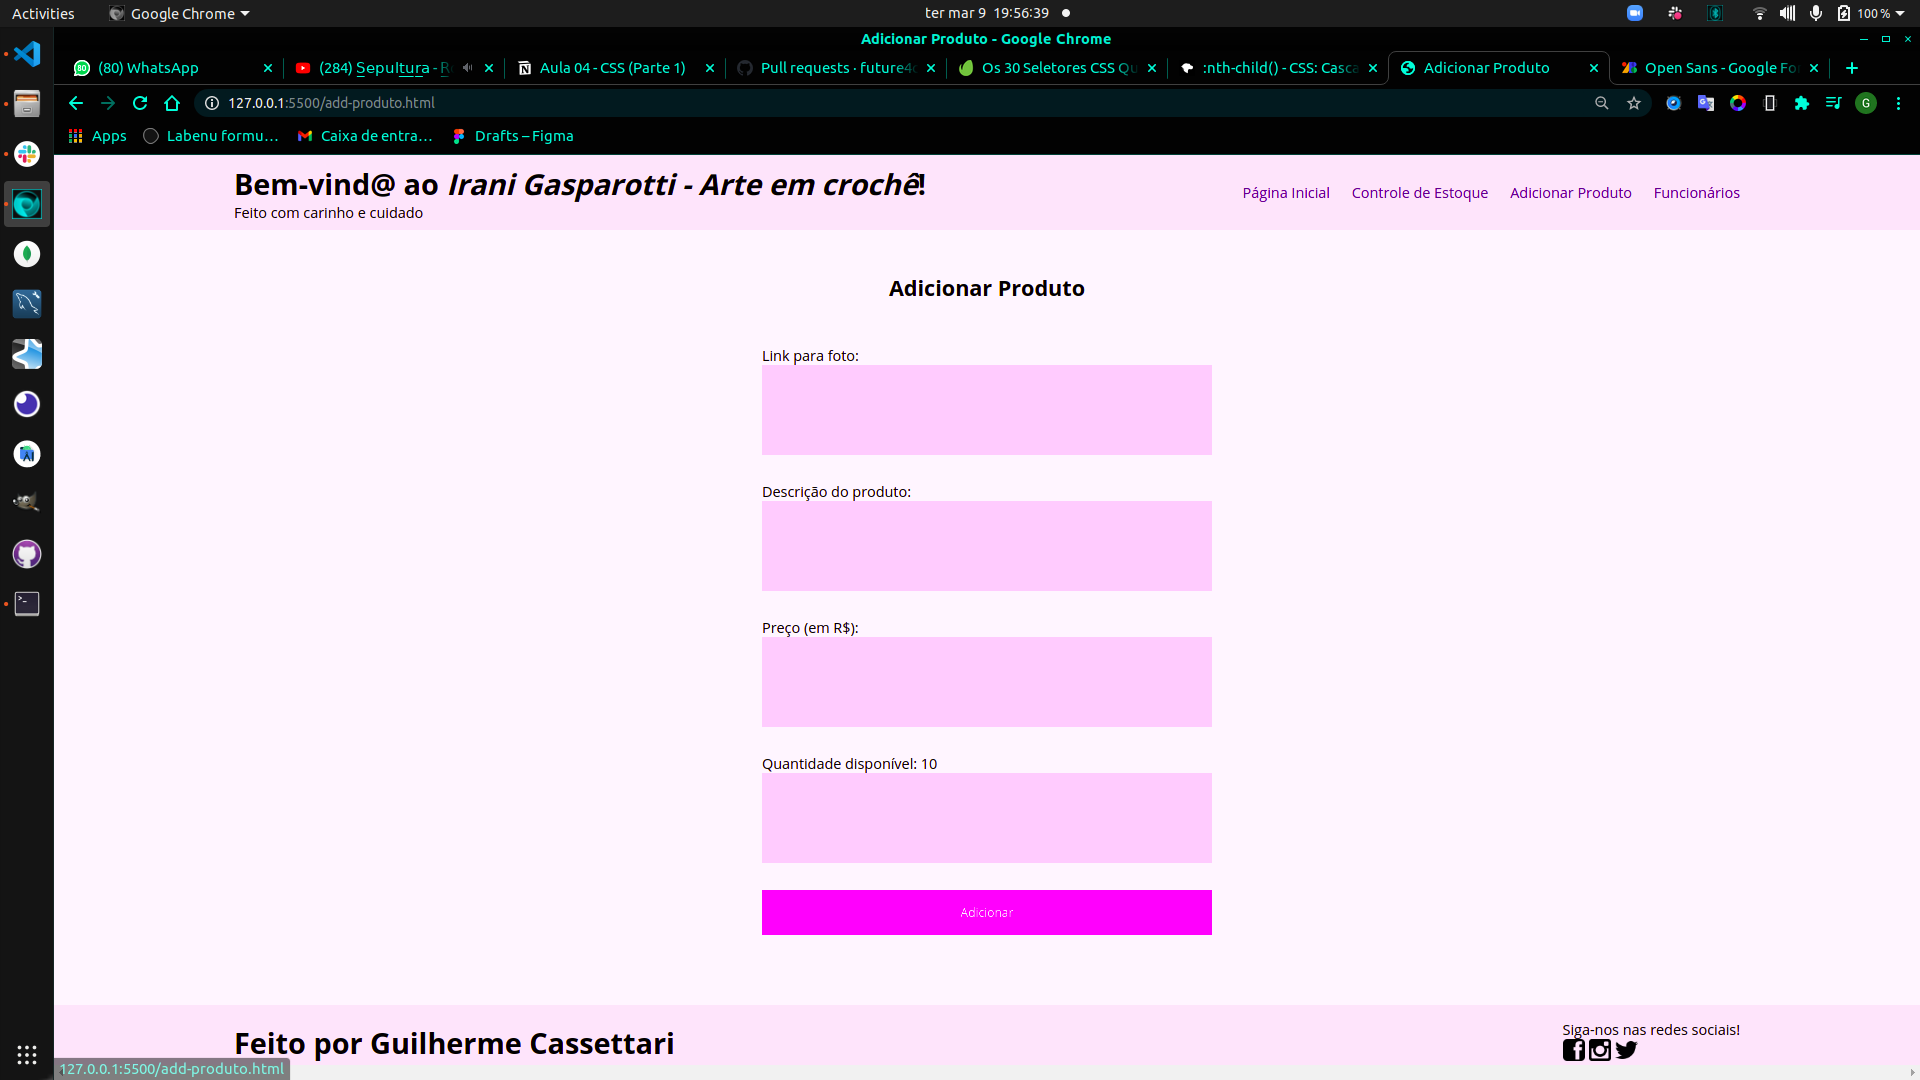 Activities
Google Chrome
ter mar 9 19:56:39
100 %
Adicionar Produto - Google Chrome
(80) WhatsApp
(284) Sepultura - R
Aula 04 - CSS (Parte 1)
Pull requests · future4
Os 30 Seletores CSS Qu
:nth-child() - CSS: Casca
Adicionar Produto
Open Sans - Google Fo
127.0.0.1:5500/add-produto.html
G
Apps
Labenu formu…
Caixa de entra…
Drafts – Figma
Bem-vind@ ao Irani Gasparotti - Arte em crochê!
Feito com carinho e cuidado
Página Inicial
Controle de Estoque
Adicionar Produto
Funcionários
Adicionar Produto
Link para foto:
Descrição do produto:
Preço (em R$):
Quantidade disponível: 10
Adicionar
Feito por Guilherme Cassettari
Siga-nos nas redes sociais!
127.0.0.1:5500/add-produto.html